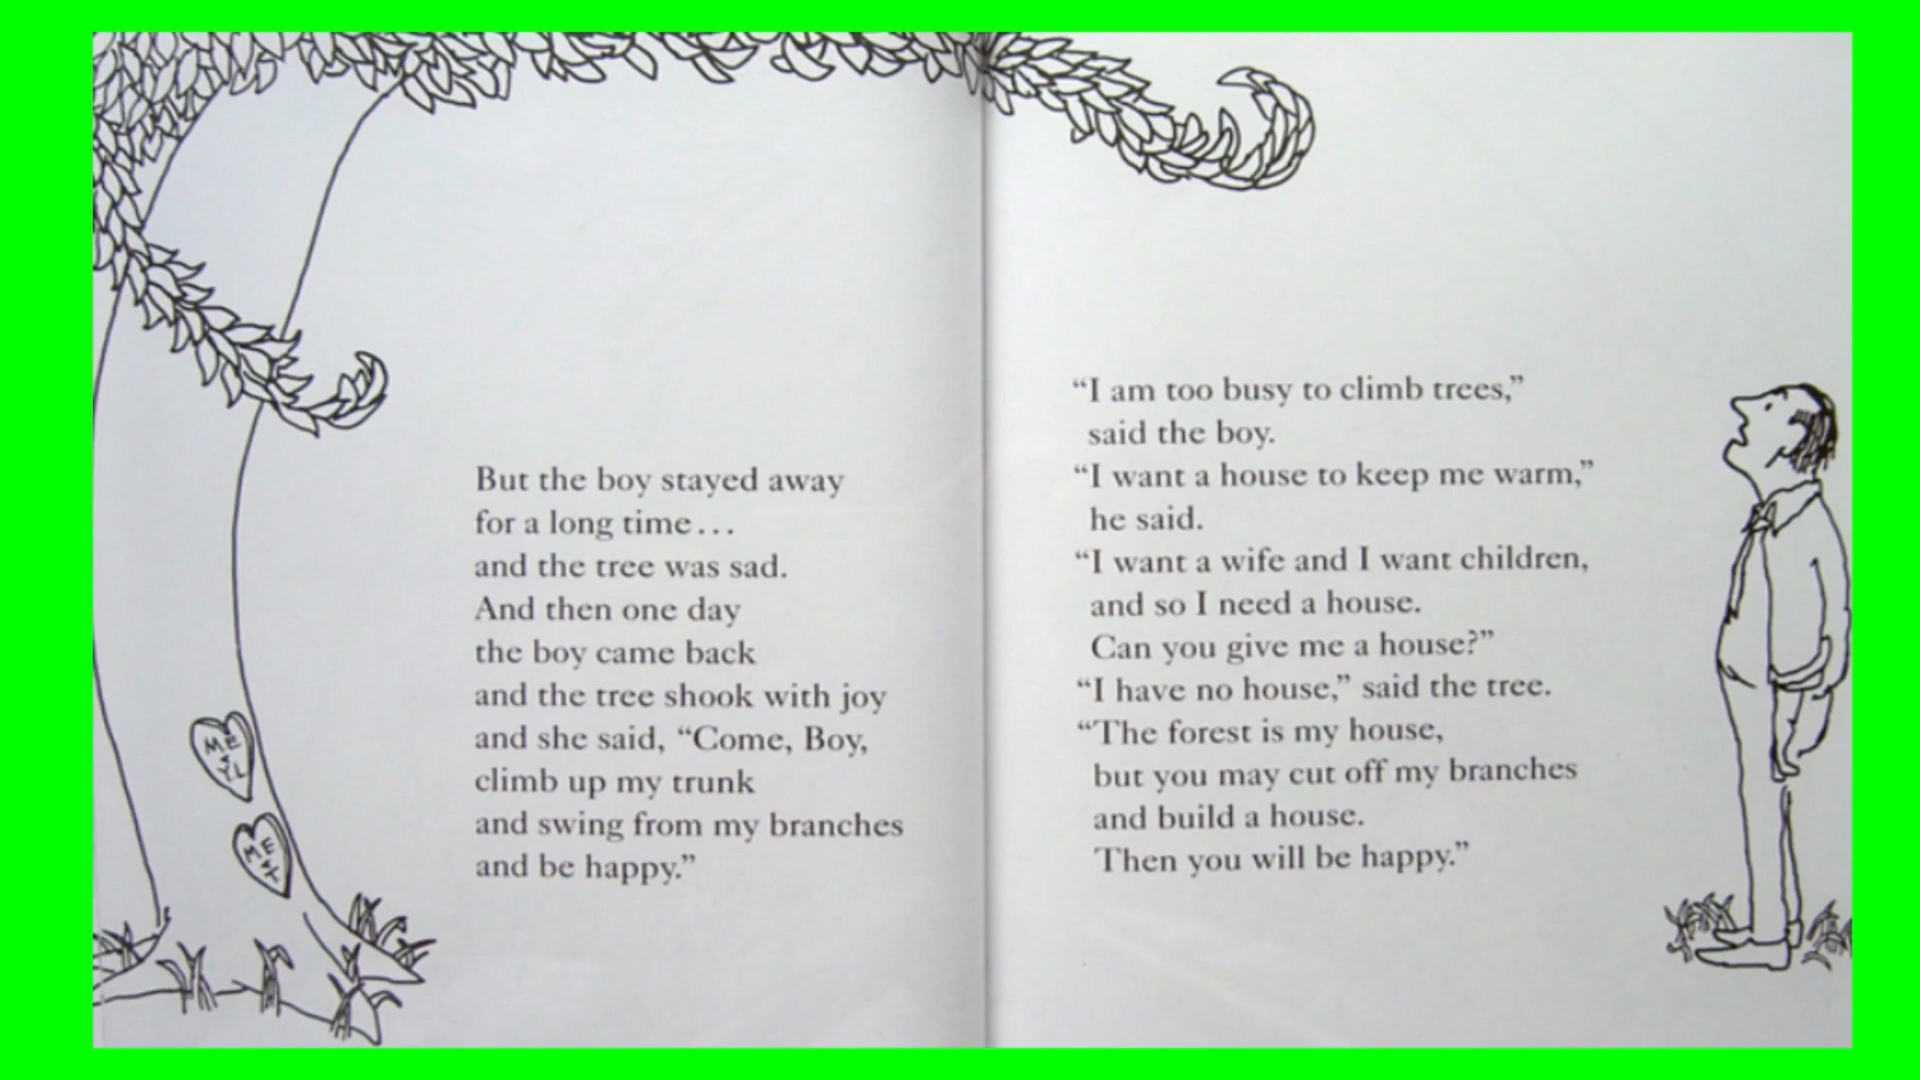 But the boy stayed away
for a long time...
and the tree was sad.
And then one day
the boy came back
and the tree shook with joy
and she said, “Come, Boy,
climb up my trunk
and swing from my branches
and be happy.”
“I am too busy to climb trees,”
said the boy.
“I want a house to keep me warm,”
he said.
“I want a wife and I want children,
and so I need a house.
Can you give me a house?”
“I have no house,” said the tree.
“The forest is my house,
but you may cut off my branches
and build a house.
Then you will be happy.”
ME
+
YL
ME
+
T